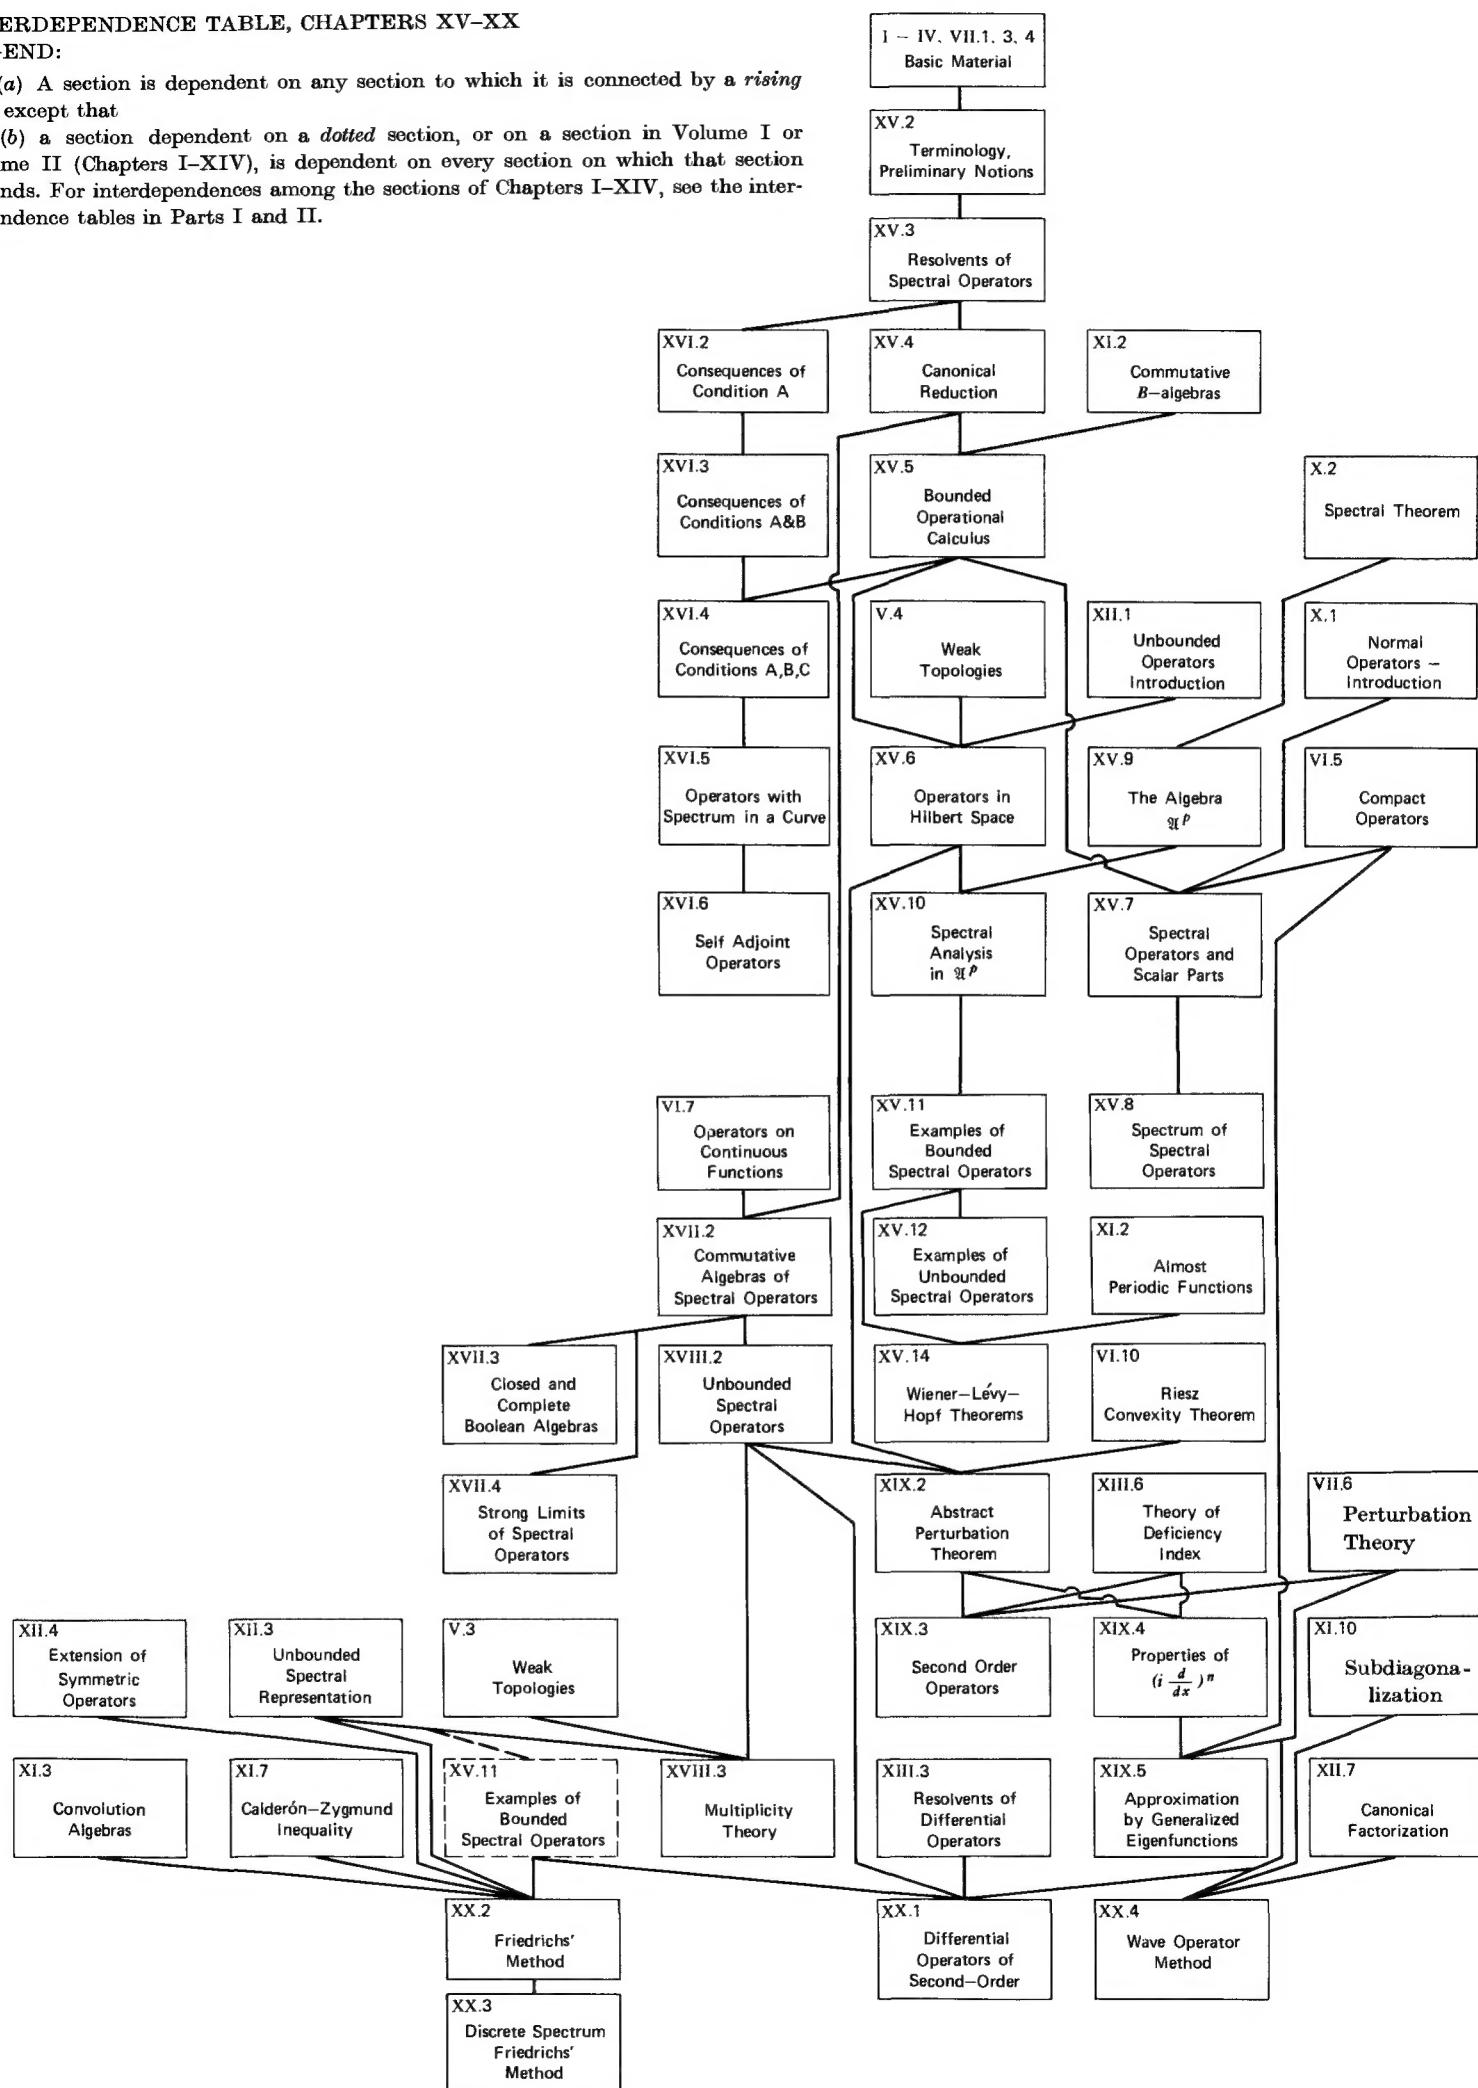 ERDEPENDENCE TABLE, CHAPTERS XV–XX
END:
(a) A section is dependent on any section to which it is connected by a rising
except that
(b) a section dependent on a dotted section, or on a section in Volume I or
me II (Chapters I–XIV), is dependent on every section on which that section
nds. For interdependences among the sections of Chapters I–XIV, see the inter-
ndence tables in Parts I and II.
I – IV, VII.1, 3, 4
Basic Material
XV.2
Terminology,
Preliminary Notions
XV.3
Resolvents of
Spectral Operators
XVI.2
Consequences of
Condition A
XV.4
Canonical
Reduction
XI.2
Commutative
B–algebras
XVI.3
Consequences of
Conditions A&B
XV.5
Bounded
Operational
Calculus
X.2
Spectral Theorem
XVI.4
Consequences of
Conditions A,B,C
V.4
Weak
Topologies
XII.1
Unbounded
Operators
Introduction
X.1
Normal
Operators –
Introduction
XVI.5
Operators with
Spectrum in a Curve
XV.6
Operators in
Hilbert Space
XV.9
The Algebra
𝔄ᵖ
VI.5
Compact
Operators
XVI.6
Self Adjoint
Operators
XV.10
Spectral
Analysis
in 𝔄ᵖ
XV.7
Spectral
Operators and
Scalar Parts
VI.7
Operators on
Continuous
Functions
XV.11
Examples of
Bounded
Spectral Operators
XV.8
Spectrum of
Spectral
Operators
XVII.2
Commutative
Algebras of
Spectral Operators
XV.12
Examples of
Unbounded
Spectral Operators
XI.2
Almost
Periodic Functions
XVII.3
Closed and
Complete
Boolean Algebras
XVIII.2
Unbounded
Spectral
Operators
XV.14
Wiener–Lévy–
Hopf Theorems
VI.10
Riesz
Convexity Theorem
XVII.4
Strong Limits
of Spectral
Operators
XIX.2
Abstract
Perturbation
Theorem
XIII.6
Theory of
Deficiency
Index
VII.6
Perturbation
Theory
XII.4
Extension of
Symmetric
Operators
XII.3
Unbounded
Spectral
Representation
V.3
Weak
Topologies
XIX.3
Second Order
Operators
XIX.4
Properties of
(i d/dx)ⁿ
XI.10
Subdiagona-
lization
XI.3
Convolution
Algebras
XI.7
Calderón–Zygmund
Inequality
XV.11
Examples of
Bounded
Spectral Operators
XVIII.3
Multiplicity
Theory
XIII.3
Resolvents of
Differential
Operators
XIX.5
Approximation
by Generalized
Eigenfunctions
XII.7
Canonical
Factorization
XX.2
Friedrichs'
Method
XX.1
Differential
Operators of
Second–Order
XX.4
Wave Operator
Method
XX.3
Discrete Spectrum
Friedrichs'
Method